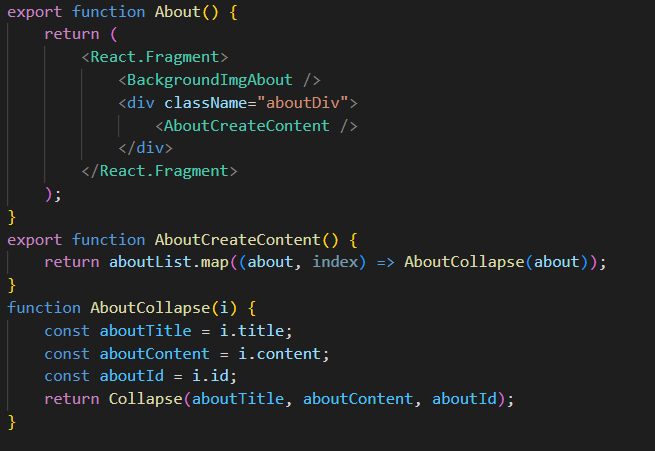 export function About() {
    return (
        <React.Fragment>
            <BackgroundImgAbout />
            <div className="aboutDiv">
                <AboutCreateContent />
            </div>
        </React.Fragment>
    );
}
export function AboutCreateContent() {
    return aboutList.map((about, index) => AboutCollapse(about));
}
function AboutCollapse(i) {
    const aboutTitle = i.title;
    const aboutContent = i.content;
    const aboutId = i.id;
    return Collapse(aboutTitle, aboutContent, aboutId);
}